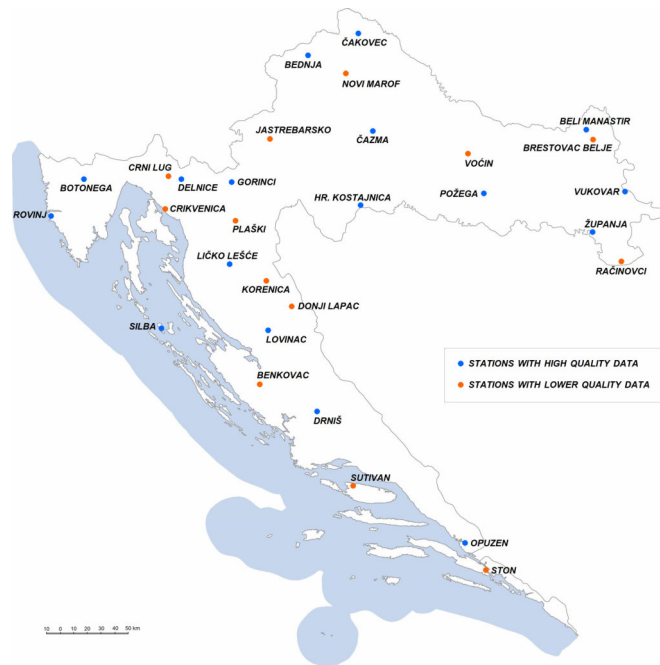 ČAKOVEC
BEDNJA
NOVI MAROF
BELI MANASTIR
JASTREBARSKO
ČAZMA
BRESTOVAC BELJE
VOĆIN
CRNI LUG
BOTONEGA
DELNICE
GORINCI
HR. KOSTAJNICA
POŽEGA
VUKOVAR
ROVINJ
CRIKVENICA
PLAŠKI
ŽUPANJA
LIČKO LEŠĆE
RAČINOVCI
KORENICA
DONJI LAPAC
SILBA
LOVINAC
STATIONS WITH HIGH QUALITY DATA
BENKOVAC
STATIONS WITH LOWER QUALITY DATA
DRNIŠ
SUTIVAN
OPUZEN
STON
10 0 10 20 30 40 50 km